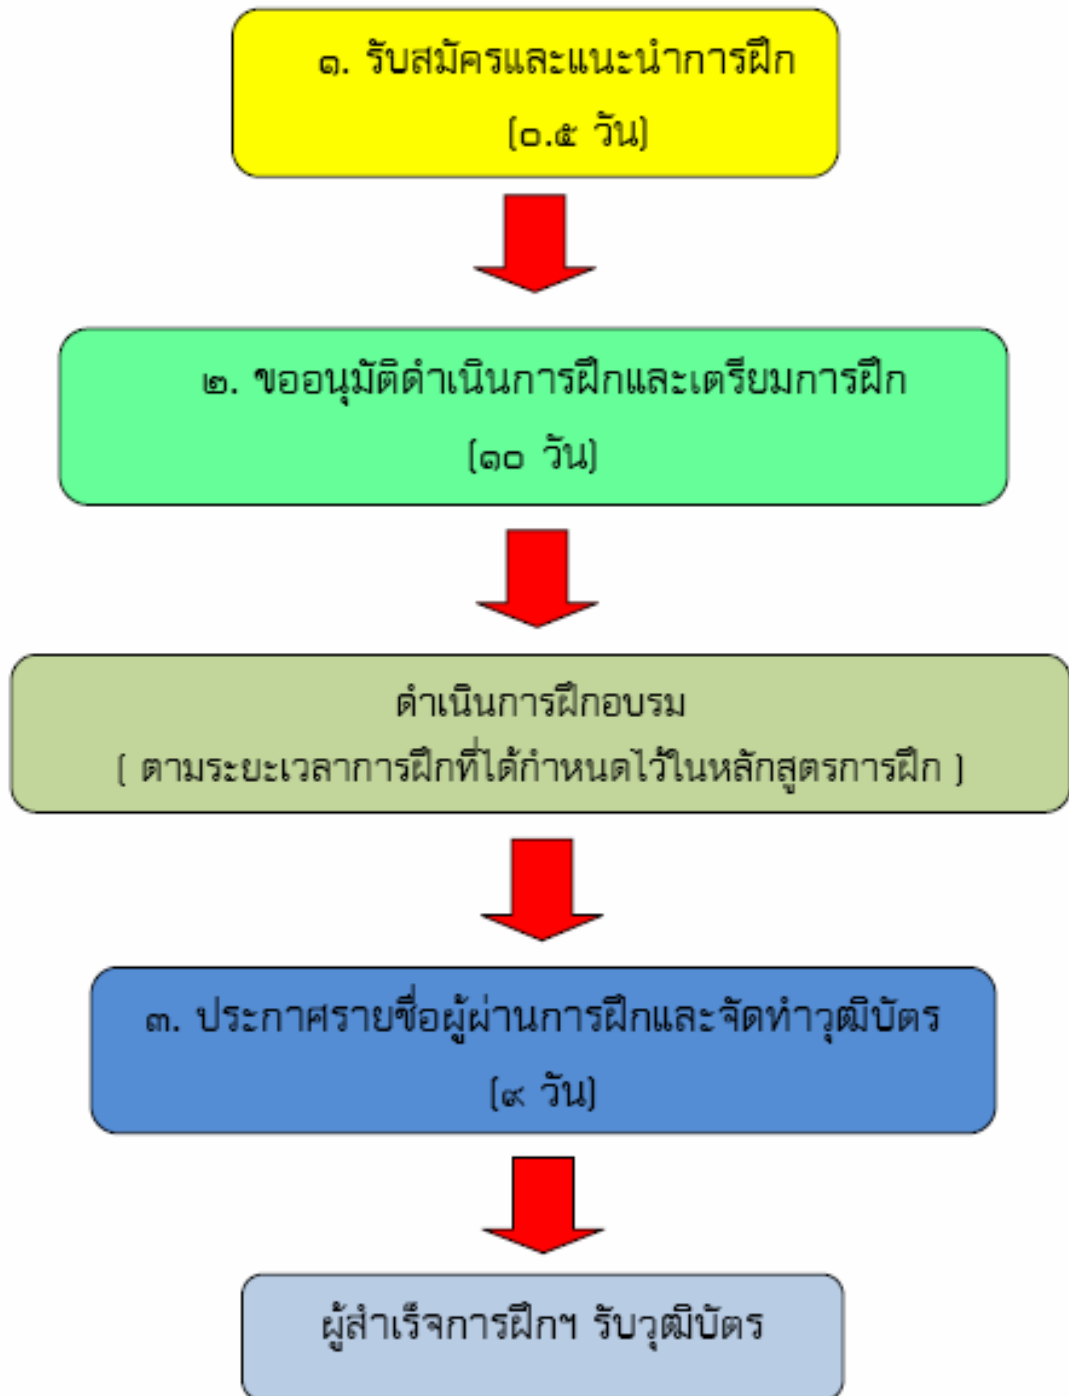 ๑. รับสมัครและแนะนำการฝึก
(๐.๕ วัน)
๒. ขออนุมัติดำเนินการฝึกและเตรียมการฝึก
(๑๐ วัน)
ดำเนินการฝึกอบรม
( ตามระยะเวลาการฝึกที่ได้กำหนดไว้ในหลักสูตรการฝึก )
๓. ประกาศรายชื่อผู้ผ่านการฝึกและจัดทำวุฒิบัตร
(๙ วัน)
ผู้สำเร็จการฝึกฯ รับวุฒิบัตร